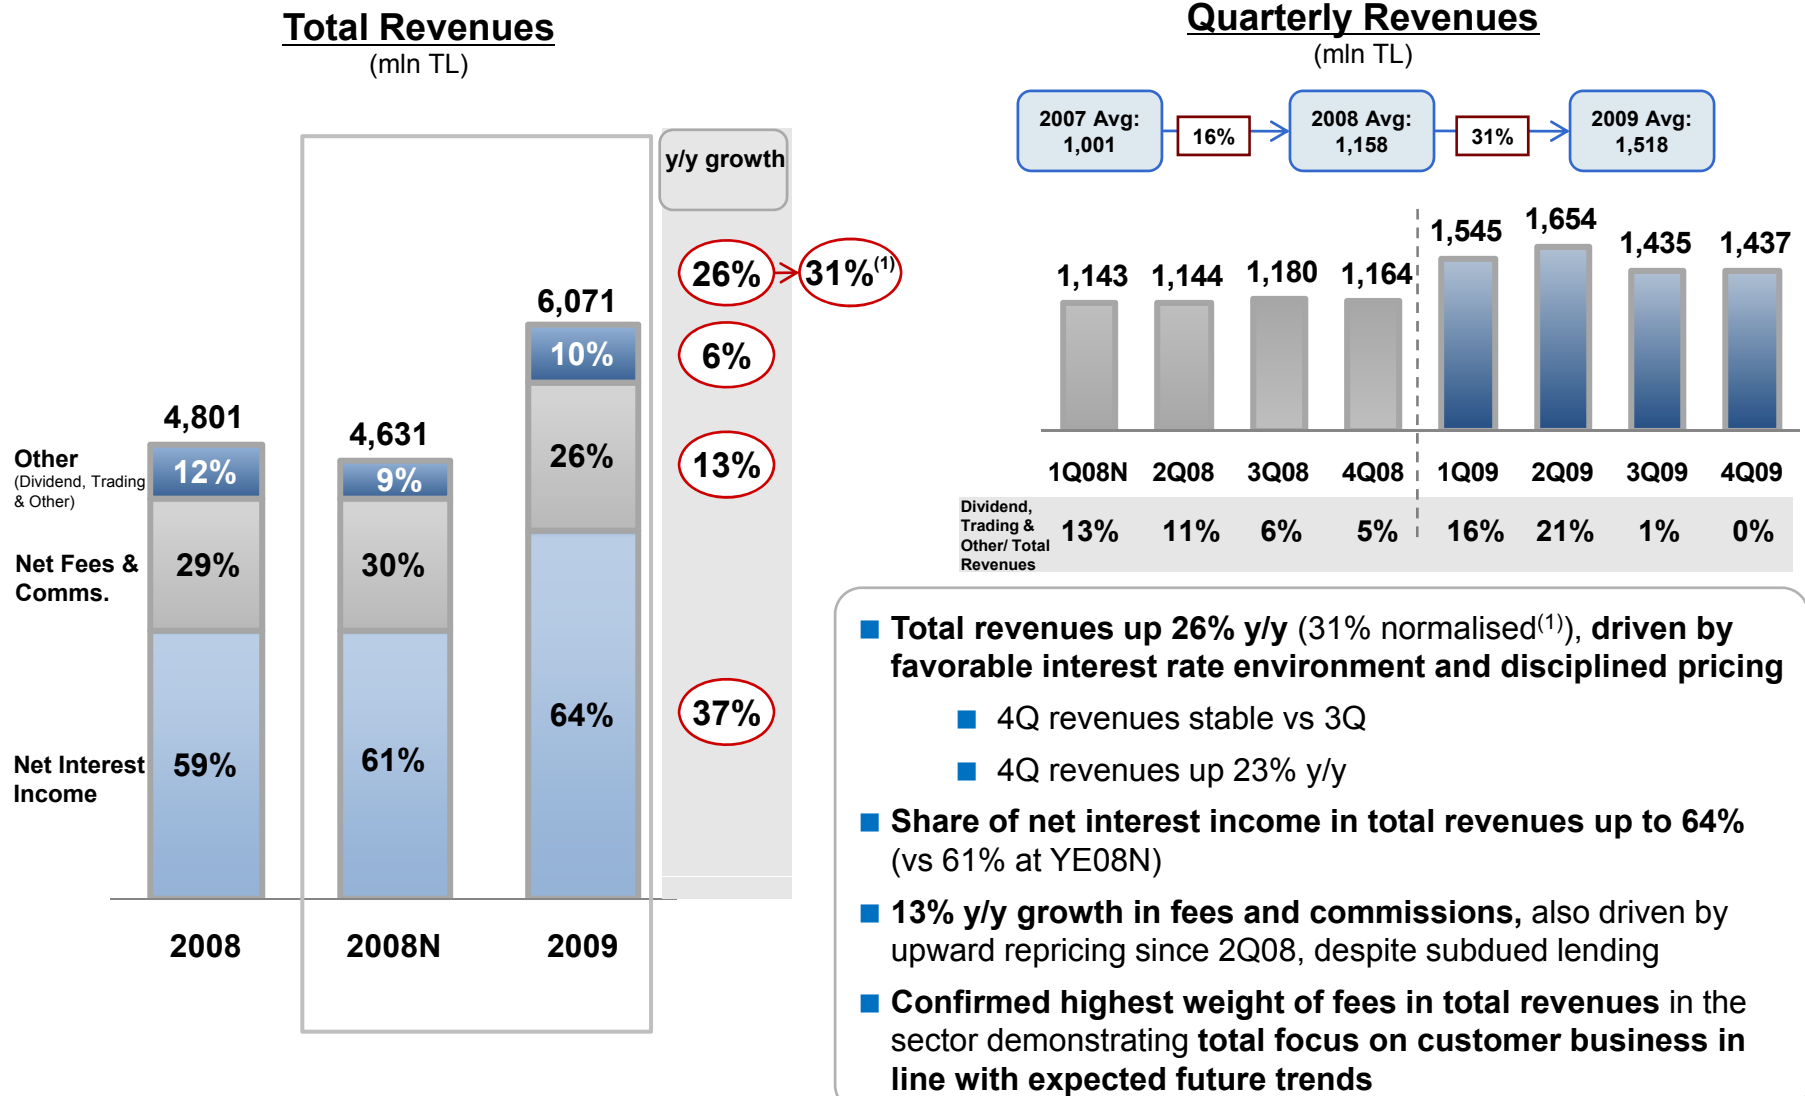 Total Revenues
(mln TL)
y/y growth
26%
31%(1)
6%
13%
37%
4,801
4,631
6,071
12%
9%
10%
29%
30%
26%
59%
61%
64%
Other
(Dividend, Trading
& Other)
Net Fees &
Comms.
Net Interest
Income
2008
2008N
2009
Quarterly Revenues
(mln TL)
2007 Avg:
1,001
16%
2008 Avg:
1,158
31%
2009 Avg:
1,518
1,143
1,144
1,180
1,164
1,545
1,654
1,435
1,437
1Q08N
2Q08
3Q08
4Q08
1Q09
2Q09
3Q09
4Q09
Dividend,
Trading &
Other/ Total
Revenues
13%
11%
6%
5%
16%
21%
1%
0%
Total revenues up 26% y/y (31% normalised(1)), driven by
favorable interest rate environment and disciplined pricing
4Q revenues stable vs 3Q
4Q revenues up 23% y/y
Share of net interest income in total revenues up to 64%
(vs 61% at YE08N)
13% y/y growth in fees and commissions, also driven by
upward repricing since 2Q08, despite subdued lending
Confirmed highest weight of fees in total revenues in the
sector demonstrating total focus on customer business in
line with expected future trends